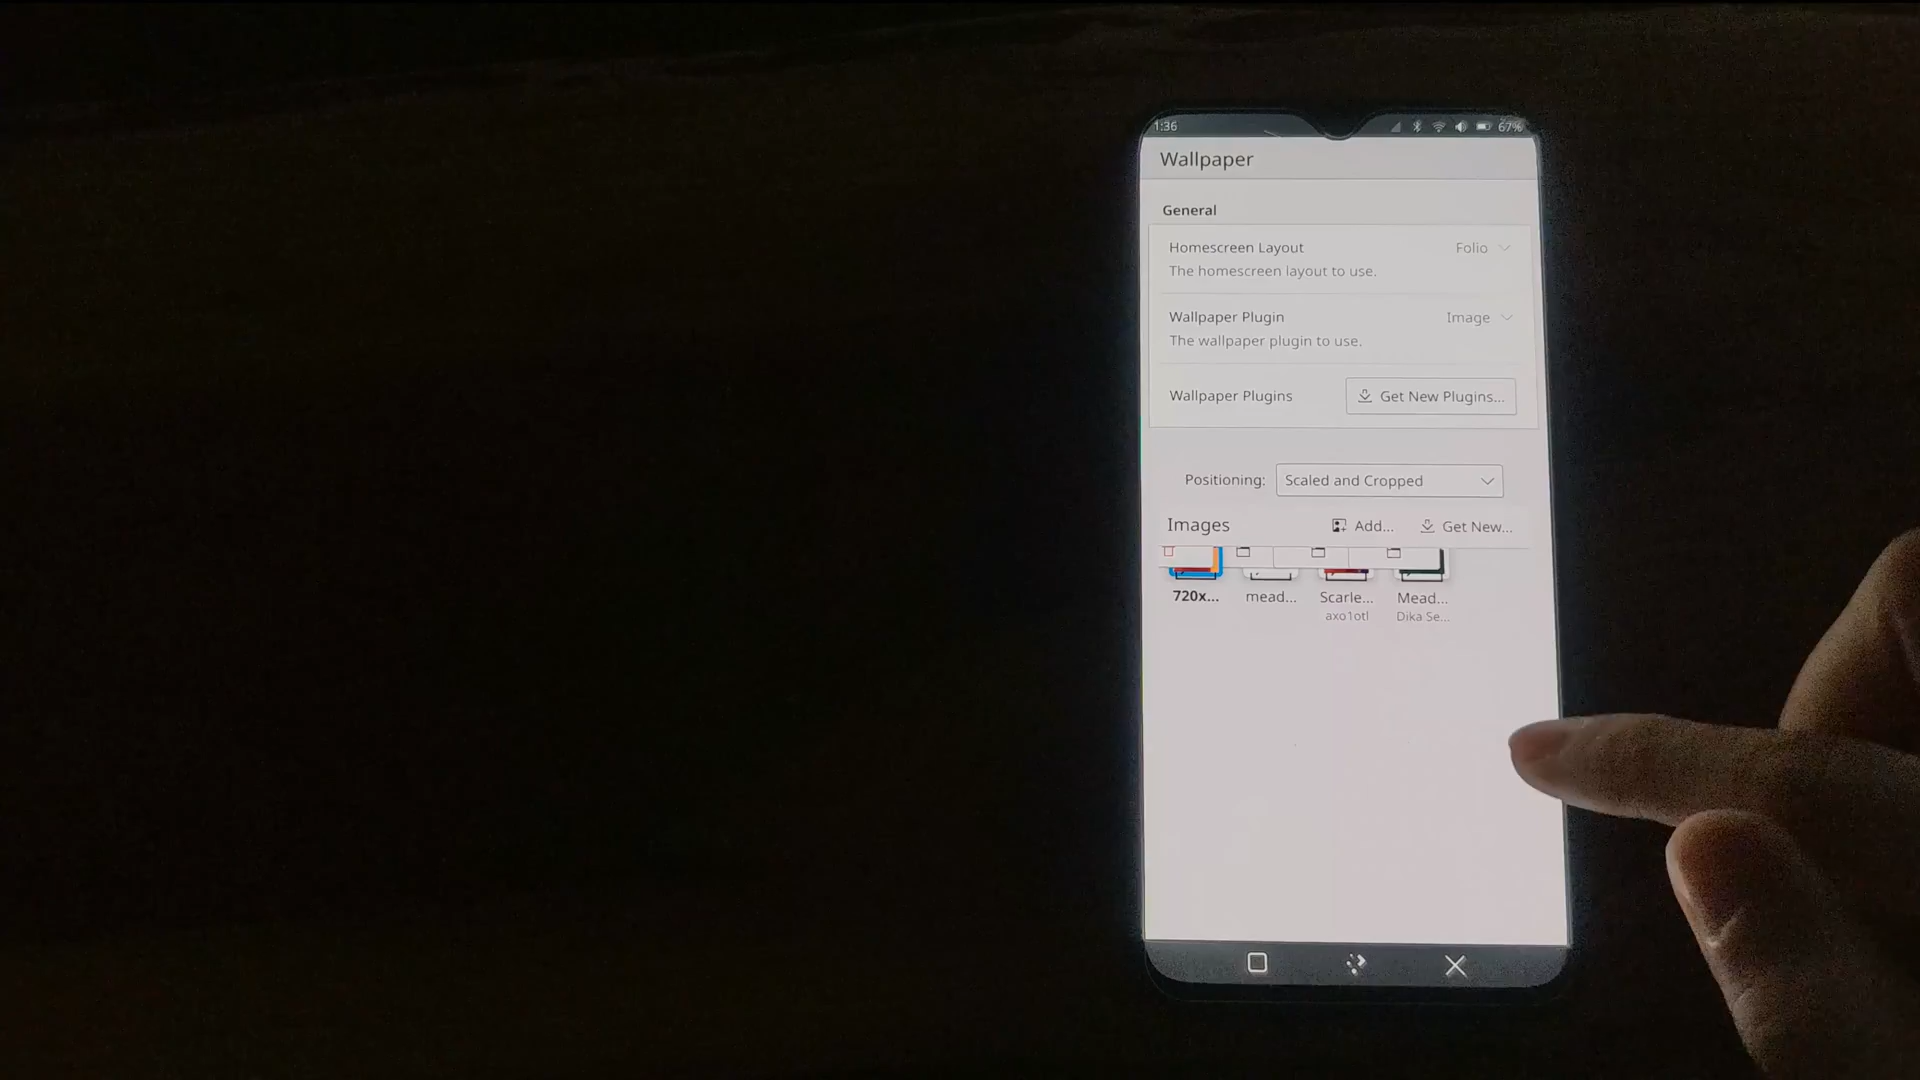 1:36 67%
Wallpaper
General
Homescreen Layout Folio
The homescreen layout to use.
Wallpaper Plugin Image
The wallpaper plugin to use.
Wallpaper Plugins Get New Plugins...
Positioning: Scaled and Cropped
Images Add... Get New...
720x... mead... Scarle... Mead...
axo1otl Dika Se...